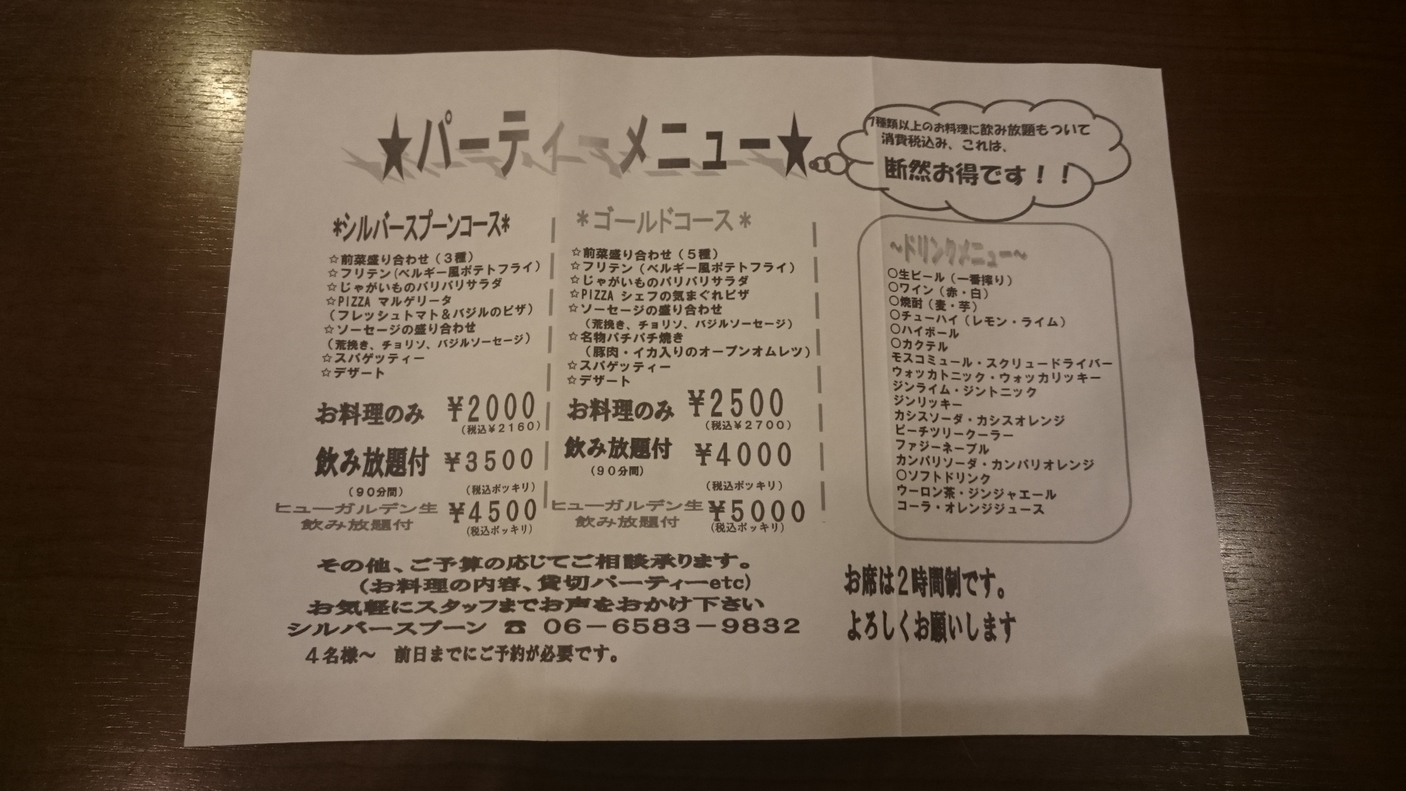 ★パーティーメニュー★
7種類以上のお料理に飲み放題もついて
消費税込み、これは、
断然お得です！！
*シルバースプーンコース*
☆前菜盛り合わせ（３種）
☆フリテン(ベルギー風ポテトフライ）
☆じゃがいものバリバリサラダ
☆PIZZA マルゲリータ
（フレッシュトマト＆バジルのピザ）
☆ソーセージの盛り合わせ
（荒挽き、チョリソ、バジルソーセージ）
☆スパゲッティー
☆デザート
お料理のみ ￥2000
（税込￥2160）
飲み放題付 ￥3500
（90分間） （税込ポッキリ）
ヒューガルデン生 ￥4500
飲み放題付 （税込ポッキリ）
*ゴールドコース*
☆前菜盛り合わせ（５種）
☆フリテン（ベルギー風ポテトフライ）
☆じゃがいものバリバリサラダ
☆PIZZA シェフの気まぐれピザ
☆ソーセージの盛り合わせ
（荒挽き、チョリソ、バジルソーセージ）
☆名物バチバチ焼き
（豚肉・イカ入りのオープンオムレツ）
☆スパゲッティー
☆デザート
お料理のみ ￥2500
（税込￥2700）
飲み放題付 ￥4000
（90分間） （税込ポッキリ）
ヒューガルデン生 ￥5000
飲み放題付 （税込ポッキリ）
~ドリンクメニュー~
○生ビール（一番搾り）
○ワイン（赤・白）
○焼酎（麦・芋）
○チューハイ（レモン・ライム）
○ハイボール
○カクテル
モスコミュール・スクリュードライバー
ウォッカトニック・ウォッカリッキー
ジンライム・ジントニック
ジンリッキー
カシスソーダ・カシスオレンジ
ピーチツリークーラー
ファジーネーブル
カンパリソーダ・カンパリオレンジ
○ソフトドリンク
ウーロン茶・ジンジャエール
コーラ・オレンジジュース
その他、ご予算の応じてご相談承ります。
（お料理の内容、貸切パーティーetc)
お気軽にスタッフまでお声をおかけ下さい
シルバースプーン ☎ 06－6583－9832
４名様～ 前日までにご予約が必要です。
お席は２時間制です。
よろしくお願いします